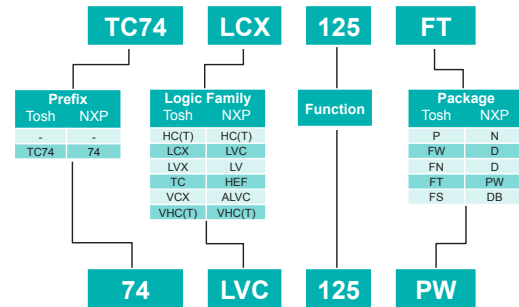 TC74 LCX 125 FT
Prefix
Tosh NXP
- -
TC74 74
Logic Family
Tosh NXP
HC(T) HC(T)
LCX LVC
LVX LV
TC HEF
VCX ALVC
VHC(T) VHC(T)
Function
Package
Tosh NXP
P N
FW D
FN D
FT PW
FS DB
74 LVC 125 PW